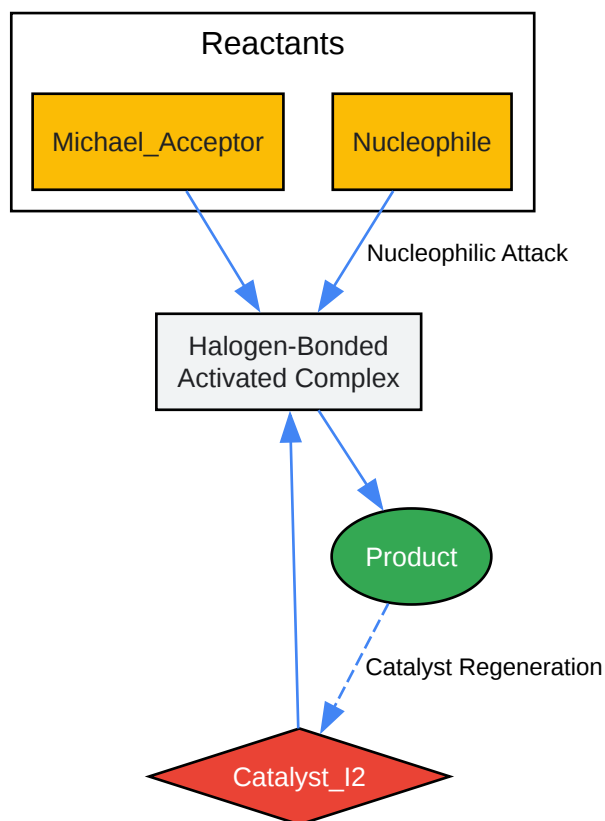 Reactants
Michael_Acceptor
Nucleophile
Nucleophilic Attack
Halogen-Bonded
Activated Complex
Product
Catalyst Regeneration
Catalyst_I2